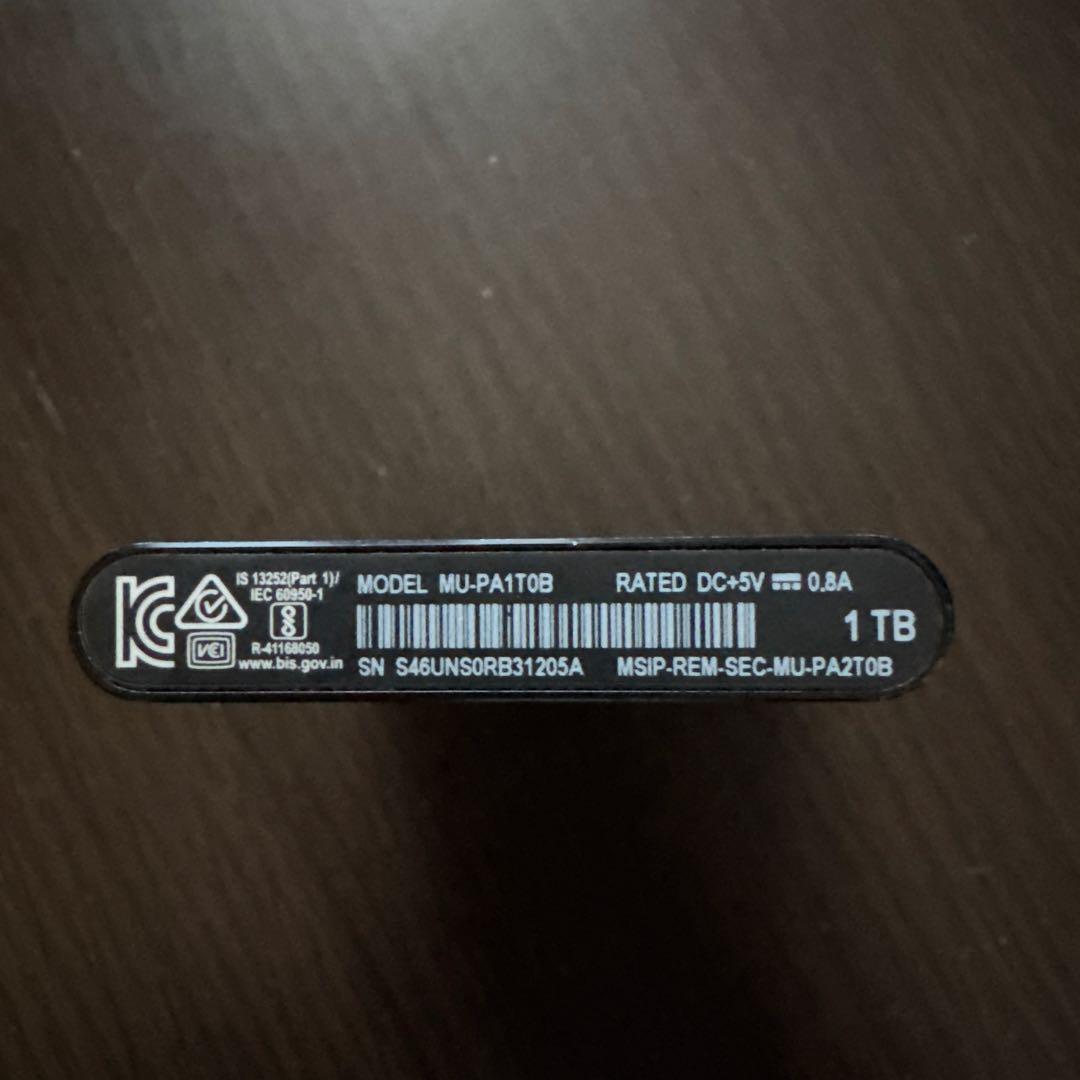 IS 13252(Part 1)/
IEC 60950-1
R-41168050
www.bis.gov.in
MODEL MU-PA1T0B RATED DC+5V ⎓ 0.8A
1 TB
SN S46UNS0RB31205A MSIP-REM-SEC-MU-PA2T0B